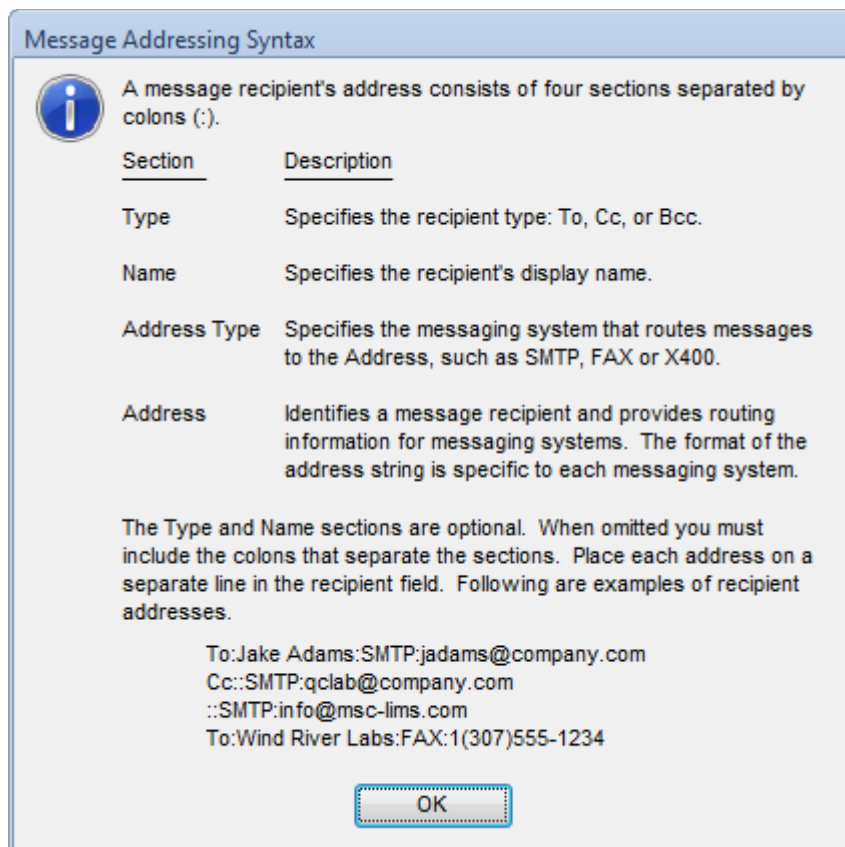 Message Addressing Syntax
A message recipient's address consists of four sections separated by
colons (:).
Section Description
Type Specifies the recipient type: To, Cc, or Bcc.
Name Specifies the recipient's display name.
Address Type Specifies the messaging system that routes messages
to the Address, such as SMTP, FAX or X400.
Address Identifies a message recipient and provides routing
information for messaging systems. The format of the
address string is specific to each messaging system.
The Type and Name sections are optional. When omitted you must
include the colons that separate the sections. Place each address on a
separate line in the recipient field. Following are examples of recipient
addresses.
To:Jake Adams:SMTP:jadams@company.com
Cc::SMTP:qclab@company.com
::SMTP:info@msc-lims.com
To:Wind River Labs:FAX:1(307)555-1234
OK